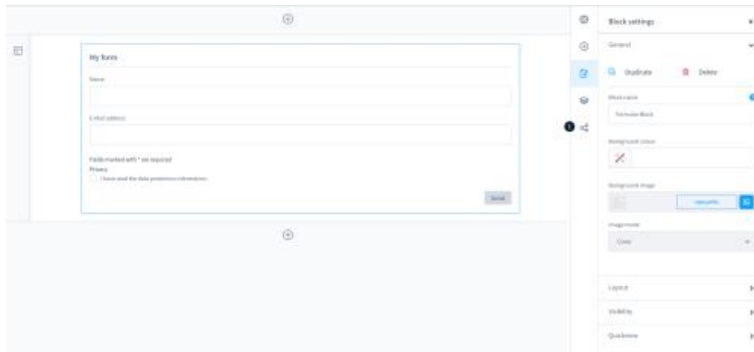 My form
Name
E-Mail address
Fields marked with * are required
Privacy
I have read the data protection information.
Send
Block settings
General
Duplicate
Delete
Block name
Formular Block
Background colour
Background image
Image mode
Cover
Layout
Visibility
Quickview